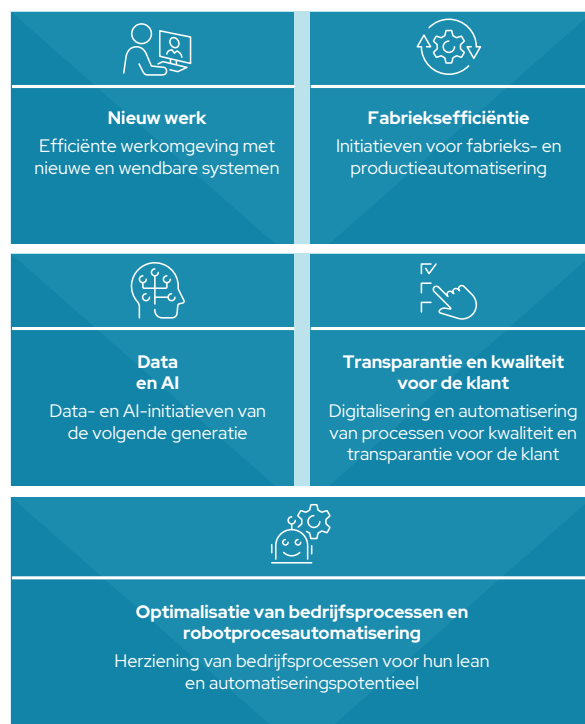 Nieuw werk
Efficiënte werkomgeving met
nieuwe en wendbare systemen
Fabrieksefficiëntie
Initiatieven voor fabrieks- en
productieautomatisering
Data
en AI
Data- en AI-initiatieven van
de volgende generatie
Transparantie en kwaliteit
voor de klant
Digitalisering en automatisering
van processen voor kwaliteit en
transparantie voor de klant
Optimalisatie van bedrijfsprocessen en
robotprocesautomatisering
Herziening van bedrijfsprocessen voor hun lean
en automatiseringspotentieel